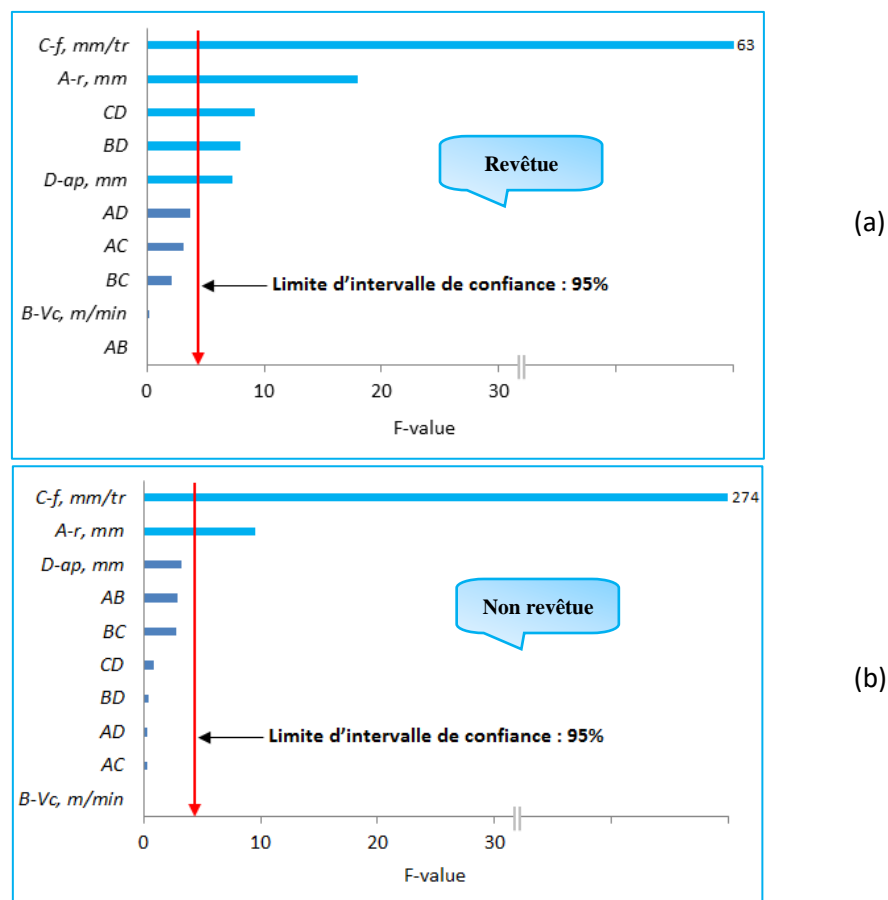 C-f, mm/tr
63
A-r, mm
CD
BD
Revêtue
D-ap, mm
AD
(a)
AC
BC
Limite d’intervalle de confiance : 95%
B-Vc, m/min
AB
0 10 20 30
F-value
C-f, mm/tr
274
A-r, mm
D-ap, mm
AB
Non revêtue
BC
CD
(b)
BD
AD
Limite d’intervalle de confiance : 95%
AC
B-Vc, m/min
0 10 20 30
F-value